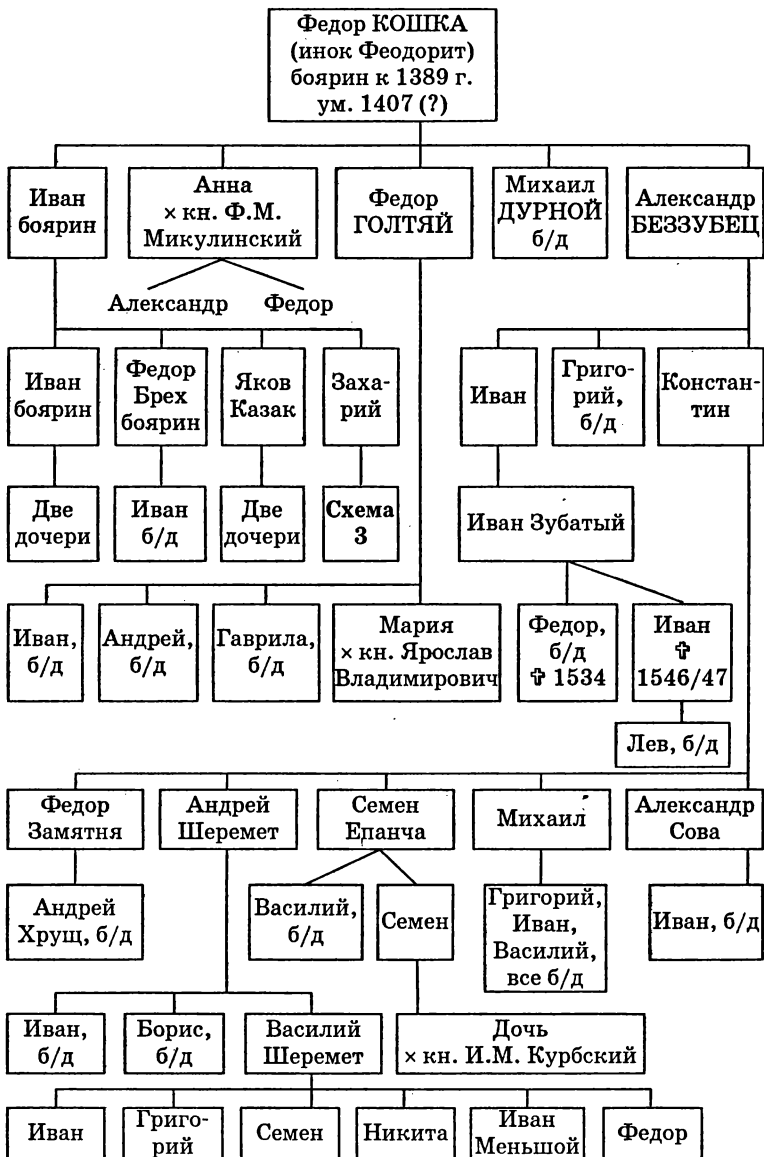 Федор КОШКА
(инок Феодорит)
боярин к 1389 г.
ум. 1407 (?)
Иван
боярин
Анна
× кн. Ф.М.
Микулинский
Федор
ГОЛТЯЙ
Михаил
ДУРНОЙ
б/д
Александр
БЕЗЗУБЕЦ
Александр
Федор
Иван
боярин
Федор
Брех
боярин
Яков
Казак
Заха-
рий
Иван
Григо-
рий,
б/д
Констан-
тин
Две
дочери
Иван
б/д
Две
дочери
Схема
3
Иван Зубатый
Иван,
б/д
Андрей,
б/д
Гаврила,
б/д
Мария
× кн. Ярослав
Владимирович
Федор,
б/д
✞ 1534
Иван
✞
1546/47
Лев, б/д
Федор
Замятня
Андрей
Шеремет
Семен
Епанча
Михаил
Александр
Сова
Андрей
Хрущ, б/д
Василий,
б/д
Семен
Григорий,
Иван,
Василий,
все б/д
Иван, б/д
Иван,
б/д
Борис,
б/д
Василий
Шеремет
Дочь
× кн. И.М. Курбский
Иван
Григо-
рий
Семен
Никита
Иван
Меньшой
Федор